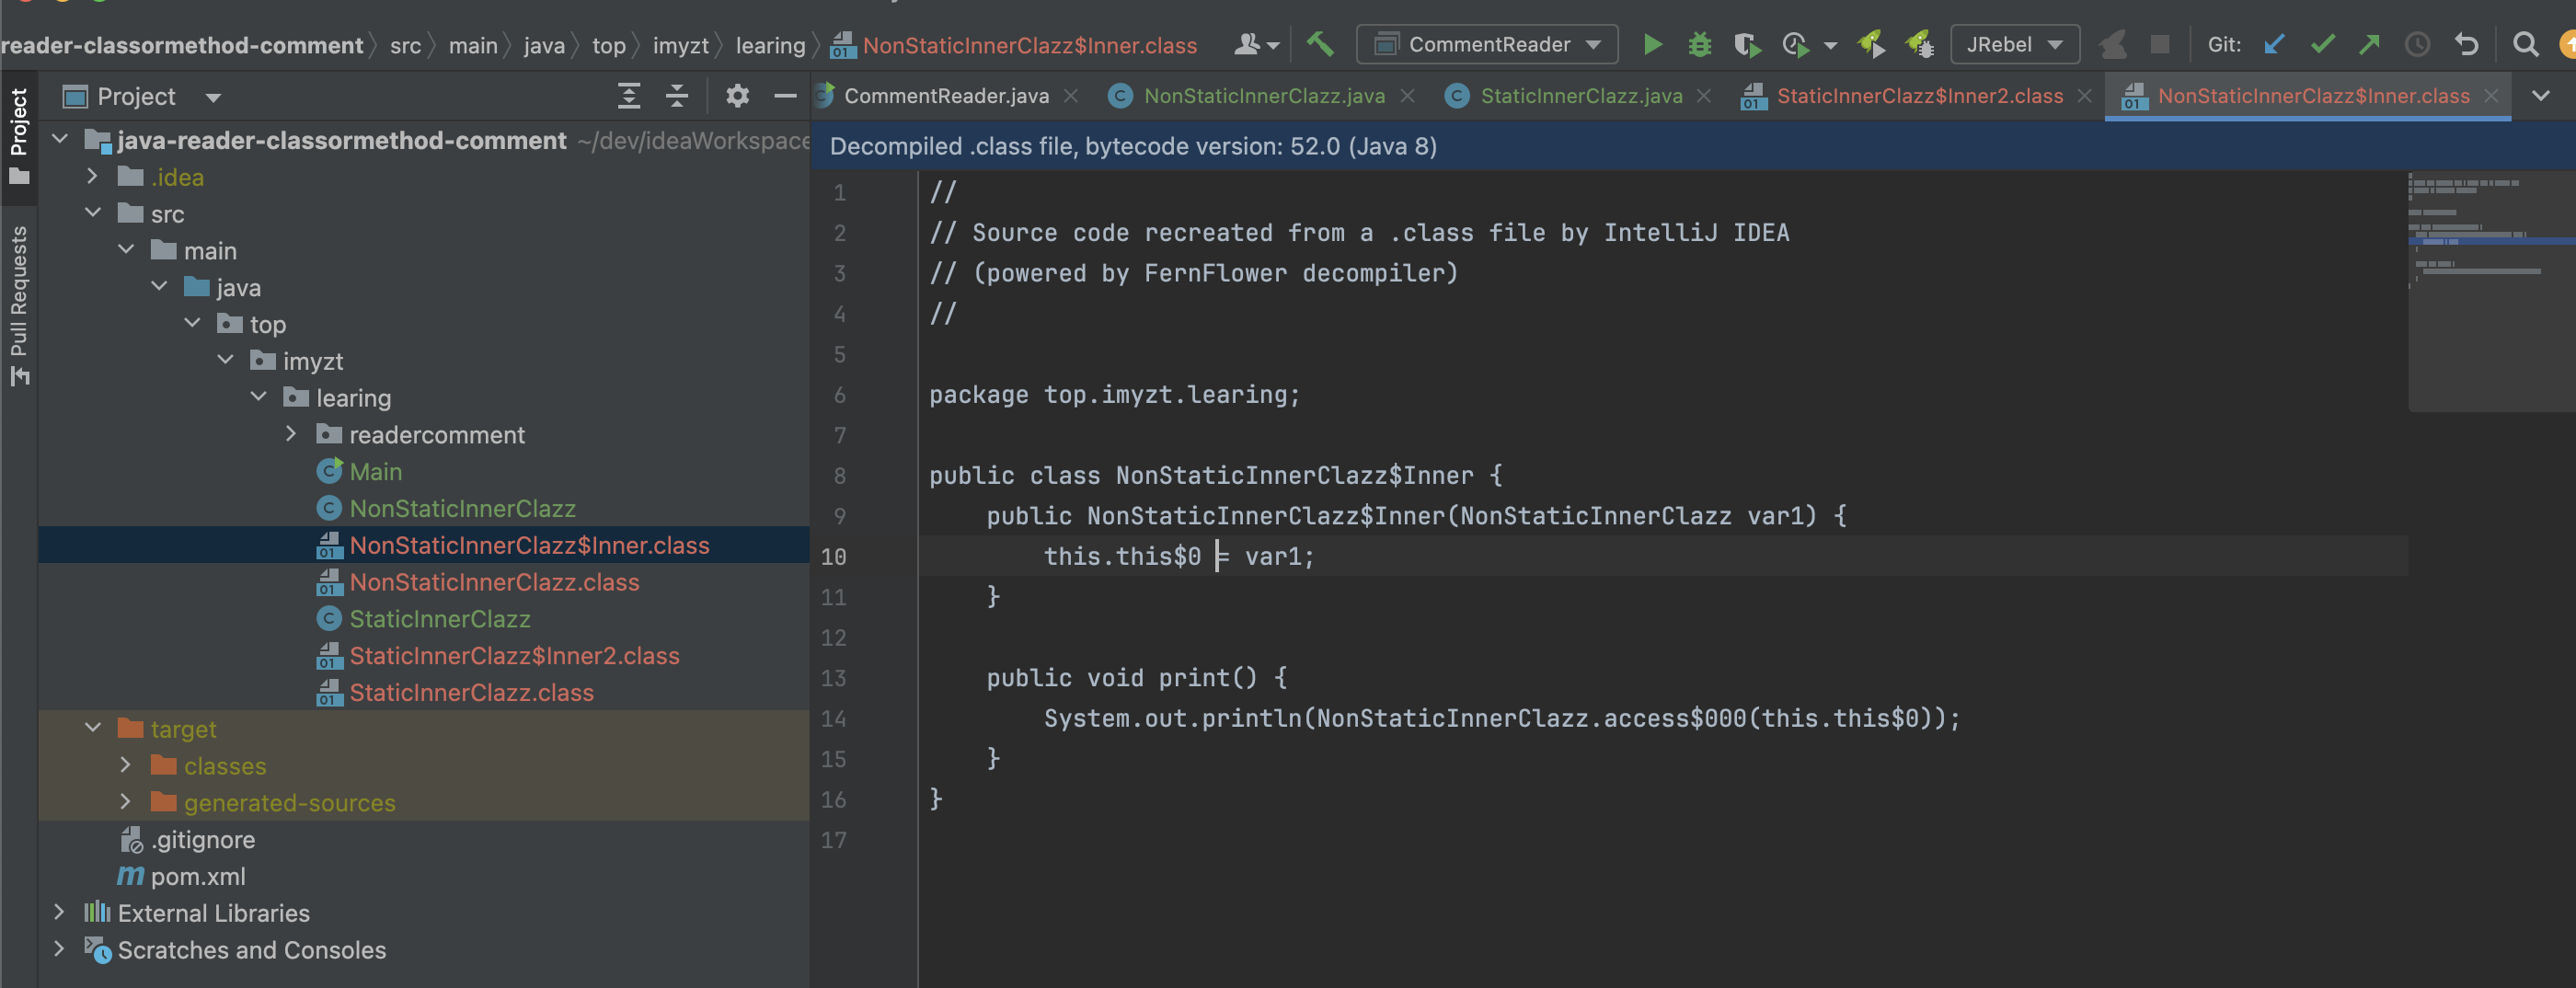 reader-classormethod-comment src main java top imyzt learing NonStaticInnerClazz$Inner.class CommentReader JRebel Git:
Project
CommentReader.java NonStaticInnerClazz.java StaticInnerClazz.java StaticInnerClazz$Inner2.class NonStaticInnerClazz$Inner.class
Project
Pull Requests
java-reader-classormethod-comment ~/dev/ideaWorkspace
.idea
src
main
java
top
imyzt
learing
readercomment
Main
NonStaticInnerClazz
NonStaticInnerClazz$Inner.class
NonStaticInnerClazz.class
StaticInnerClazz
StaticInnerClazz$Inner2.class
StaticInnerClazz.class
target
classes
generated-sources
.gitignore
pom.xml
External Libraries
Scratches and Consoles
Decompiled .class file, bytecode version: 52.0 (Java 8)
1 //
2 // Source code recreated from a .class file by IntelliJ IDEA
3 // (powered by FernFlower decompiler)
4 //
5
6 package top.imyzt.learing;
7
8 public class NonStaticInnerClazz$Inner {
9 public NonStaticInnerClazz$Inner(NonStaticInnerClazz var1) {
10 this.this$0 = var1;
11 }
12
13 public void print() {
14 System.out.println(NonStaticInnerClazz.access$000(this.this$0));
15 }
16 }
17